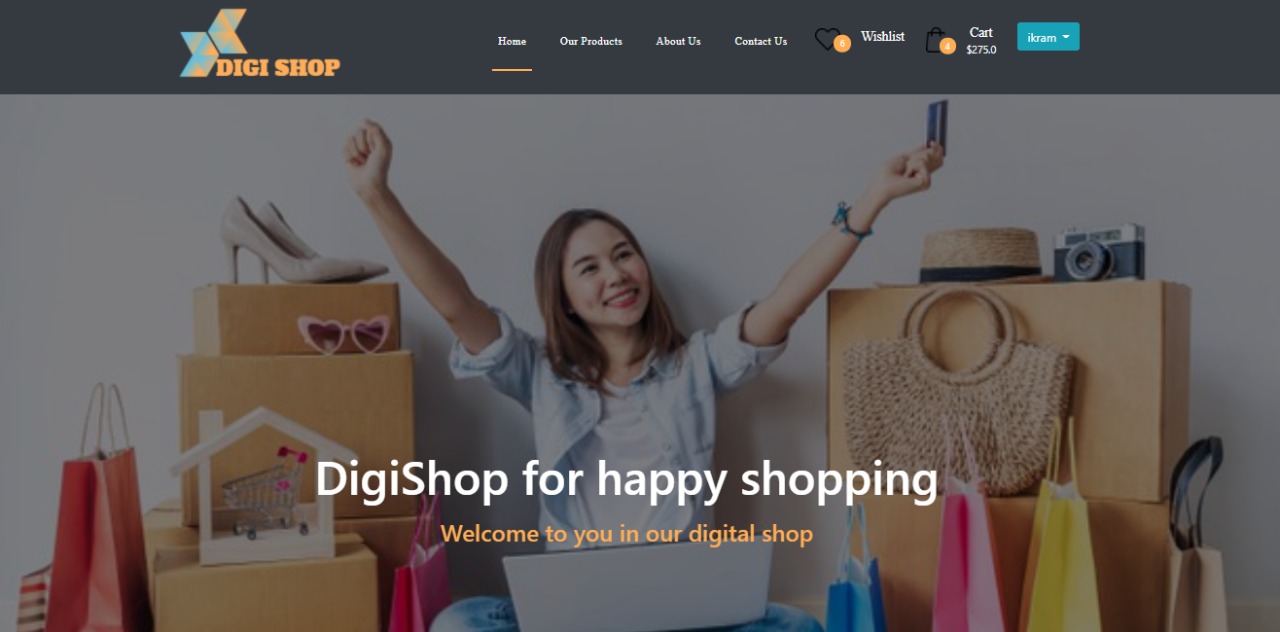 DIGI SHOP
Home
Our Products
About Us
Contact Us
6
Wishlist
4
Cart
$275.0
ikram
DigiShop for happy shopping
Welcome to you in our digital shop